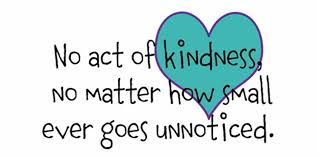 No act of kindness,
no matter how small
ever goes unnoticed.